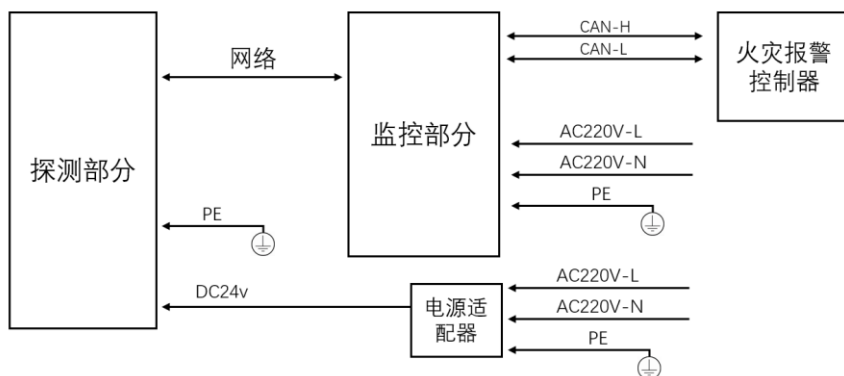 CAN-H
CAN-L
火灾报警
控制器
网络
监控部分
探测部分
AC220V-L
AC220V-N
PE
PE
DC24v
电源适
配器
AC220V-L
AC220V-N
PE